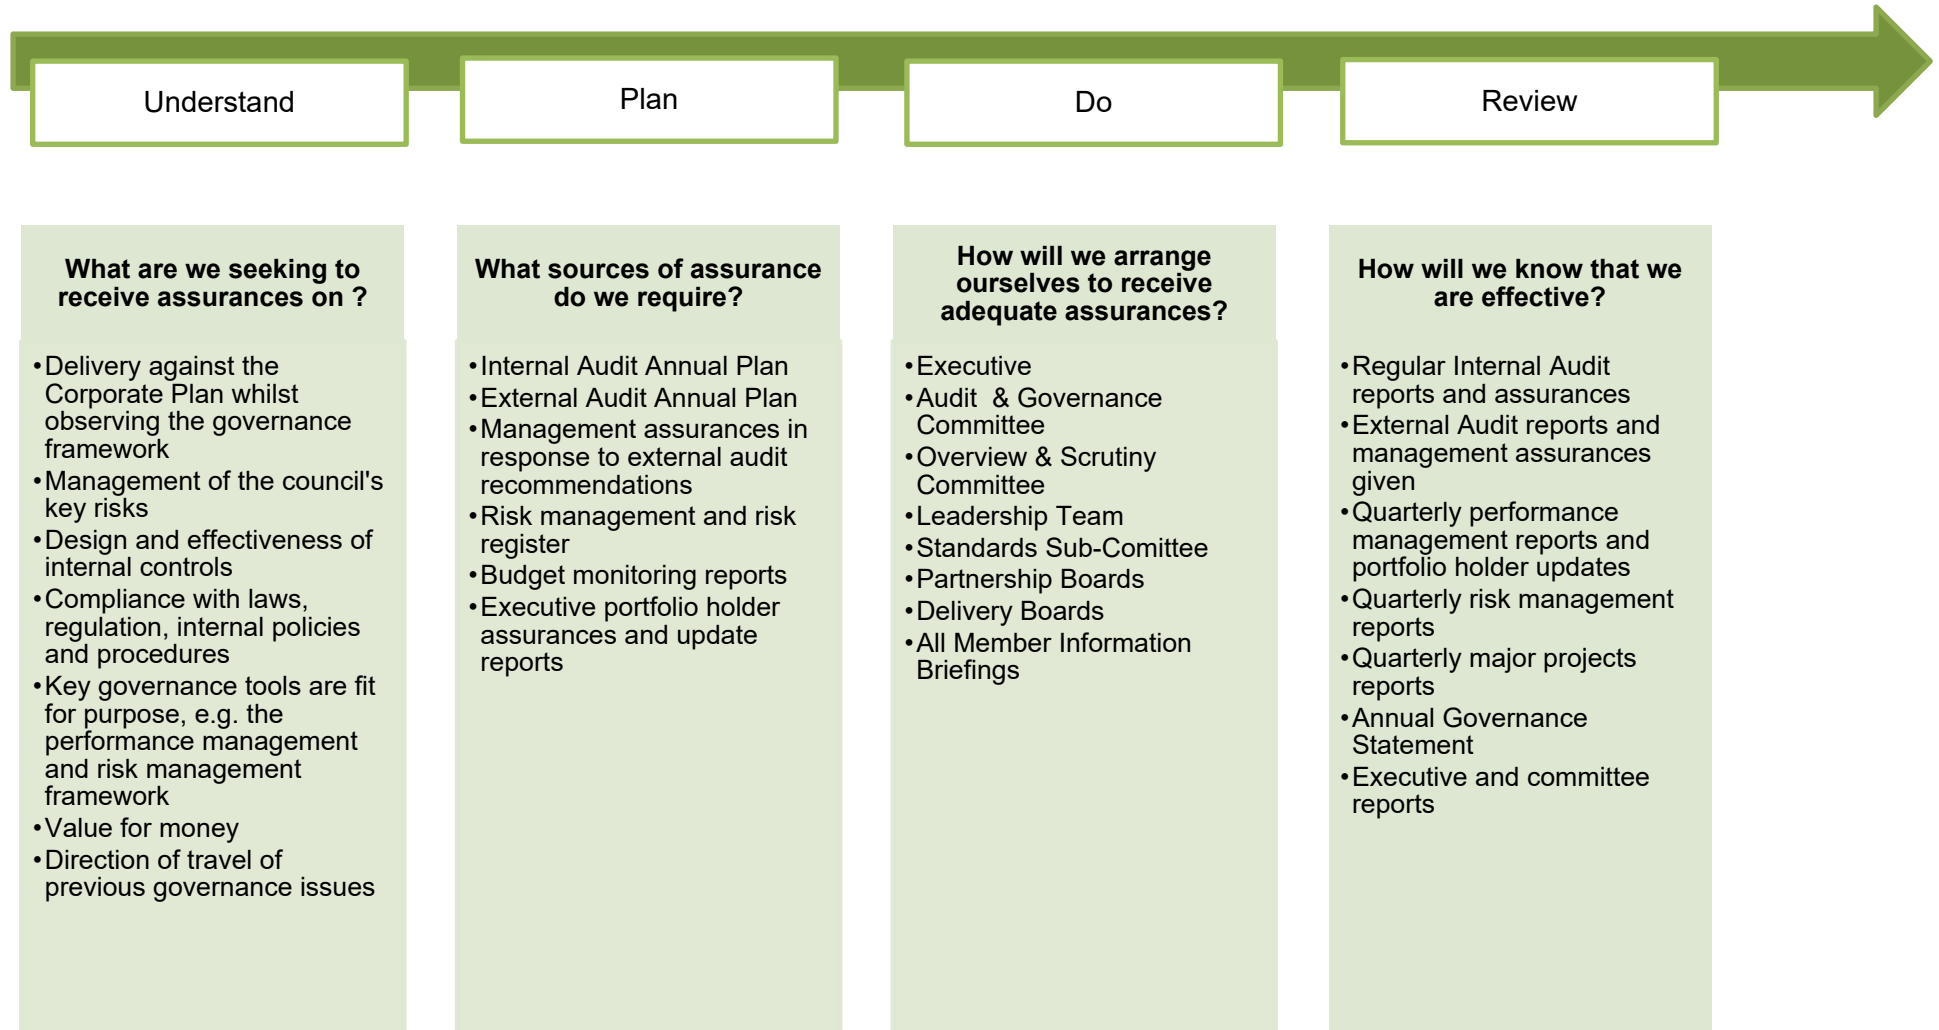 Understand
Plan
Do
Review
What are we seeking to
receive assurances on ?
•Delivery against the
Corporate Plan whilst
observing the governance
framework
•Management of the council's
key risks
•Design and effectiveness of
internal controls
•Compliance with laws,
regulation, internal policies
and procedures
•Key governance tools are fit
for purpose, e.g. the
performance management
and risk management
framework
•Value for money
•Direction of travel of
previous governance issues
What sources of assurance
do we require?
•Internal Audit Annual Plan
•External Audit Annual Plan
•Management assurances in
response to external audit
recommendations
•Risk management and risk
register
•Budget monitoring reports
•Executive portfolio holder
assurances and update
reports
How will we arrange
ourselves to receive
adequate assurances?
•Executive
•Audit  & Governance
Committee
•Overview & Scrutiny
Committee
•Leadership Team
•Standards Sub-Comittee
•Partnership Boards
•Delivery Boards
•All Member Information
Briefings
How will we know that we
are effective?
•Regular Internal Audit
reports and assurances
•External Audit reports and
management assurances
given
•Quarterly performance
management reports and
portfolio holder updates
•Quarterly risk management
reports
•Quarterly major projects
reports
•Annual Governance
Statement
•Executive and committee
reports